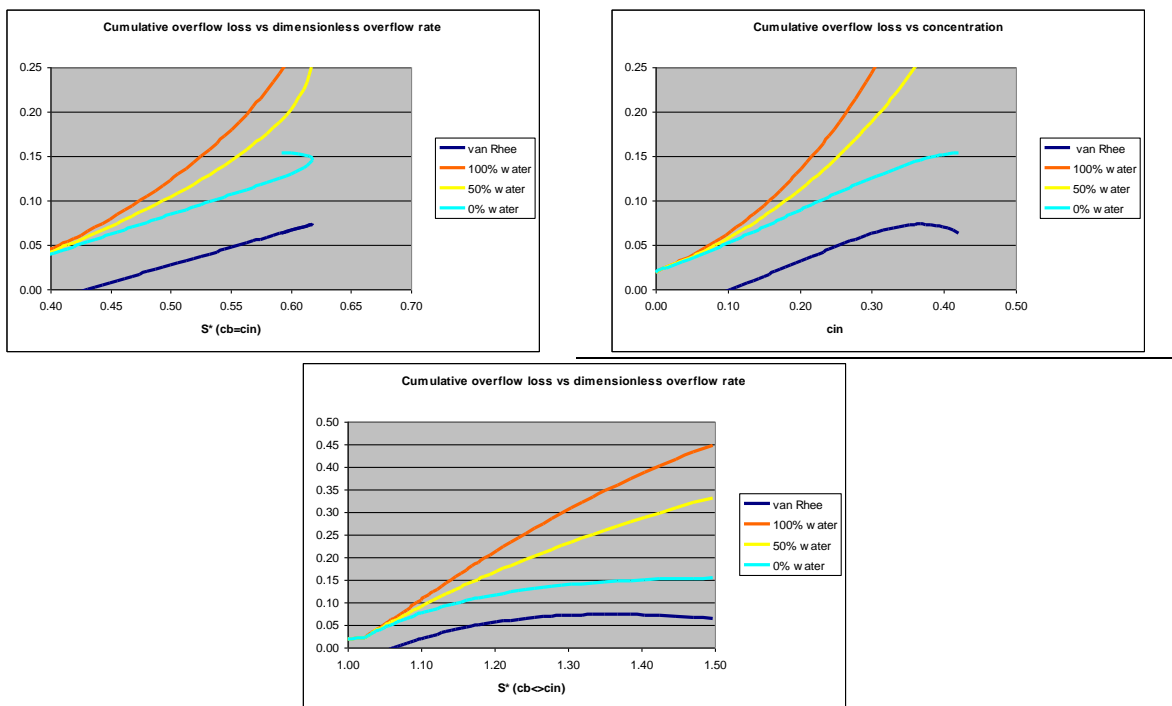 Cumulative overflow loss vs dimensionless overflow rate
0.25
0.20
0.15
0.10
0.05
0.00
0.40 0.45 0.50 0.55 0.60 0.65 0.70
S* (cb=cin)
van Rhee
100% water
50% water
0% water
Cumulative overflow loss vs concentration
0.25
0.20
0.15
0.10
0.05
0.00
0.00 0.10 0.20 0.30 0.40 0.50
cin
van Rhee
100% water
50% water
0% water
Cumulative overflow loss vs dimensionless overflow rate
0.50
0.45
0.40
0.35
0.30
0.25
0.20
0.15
0.10
0.05
0.00
1.00 1.10 1.20 1.30 1.40 1.50
S* (cb<>cin)
van Rhee
100% water
50% water
0% water